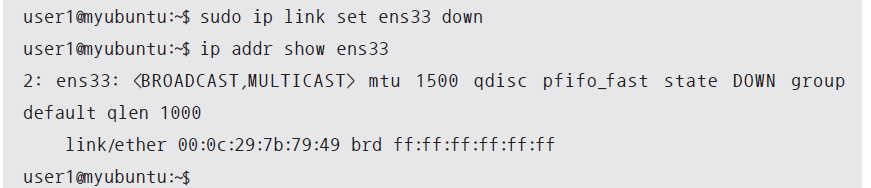 user1@myubuntu:~$ sudo ip link set ens33 down
user1@myubuntu:~$ ip addr show ens33
2: ens33: <BROADCAST,MULTICAST> mtu 1500 qdisc pfifo_fast state DOWN group
default qlen 1000
link/ether 00:0c:29:7b:79:49 brd ff:ff:ff:ff:ff:ff
user1@myubuntu:~$